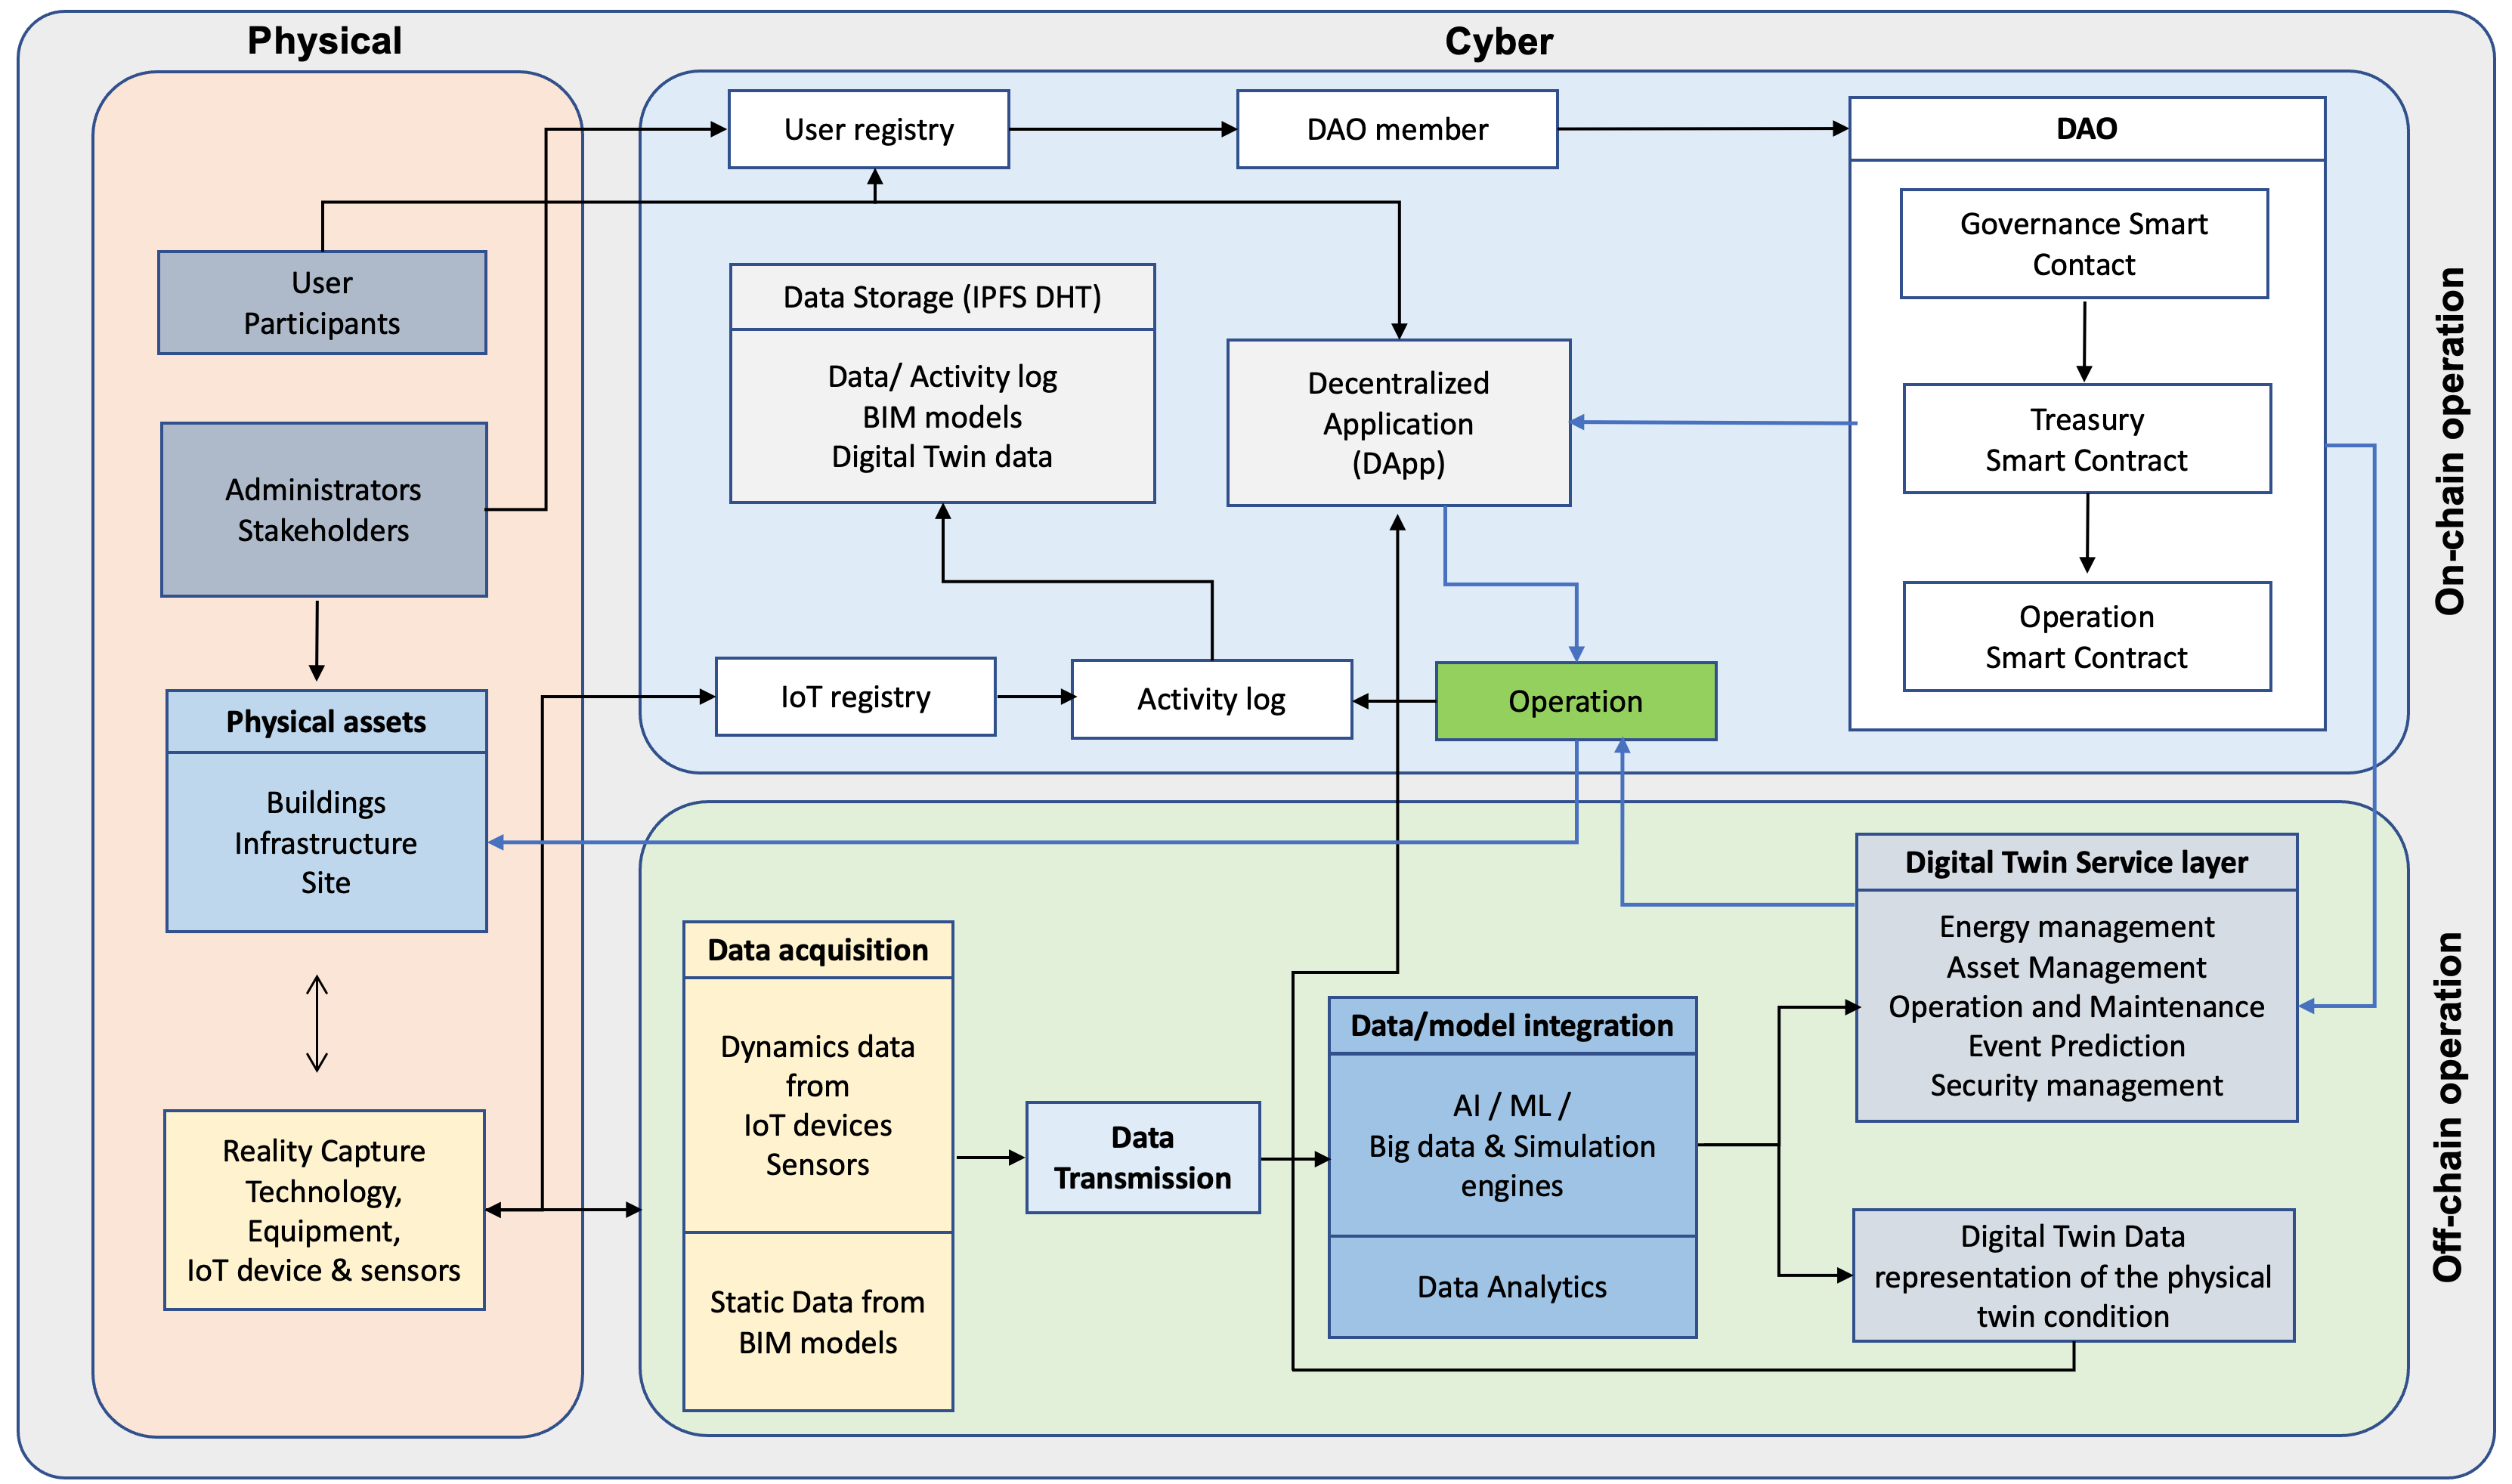 Physical
Cyber
User registry
DAO member
DAO
User
Participants
Administrators
Stakeholders
Physical assets
Buildings
Infrastructure
Site
Reality Capture
Technology,
Equipment,
IoT device & sensors
Data Storage (IPFS DHT)
Data/ Activity log
BIM models
Digital Twin data
Decentralized
Application
(DApp)
Governance Smart
Contact
Treasury
Smart Contract
Operation
Smart Contract
IoT registry
Activity log
Operation
On-chain operation
Data acquisition
Dynamics data
from
IoT devices
Sensors
Static Data from
BIM models
Data
Transmission
Data/model integration
AI / ML /
Big data & Simulation
engines
Data Analytics
Digital Twin Service layer
Energy management
Asset Management
Operation and Maintenance
Event Prediction
Security management
Digital Twin Data
representation of the physical
twin condition
Off-chain operation